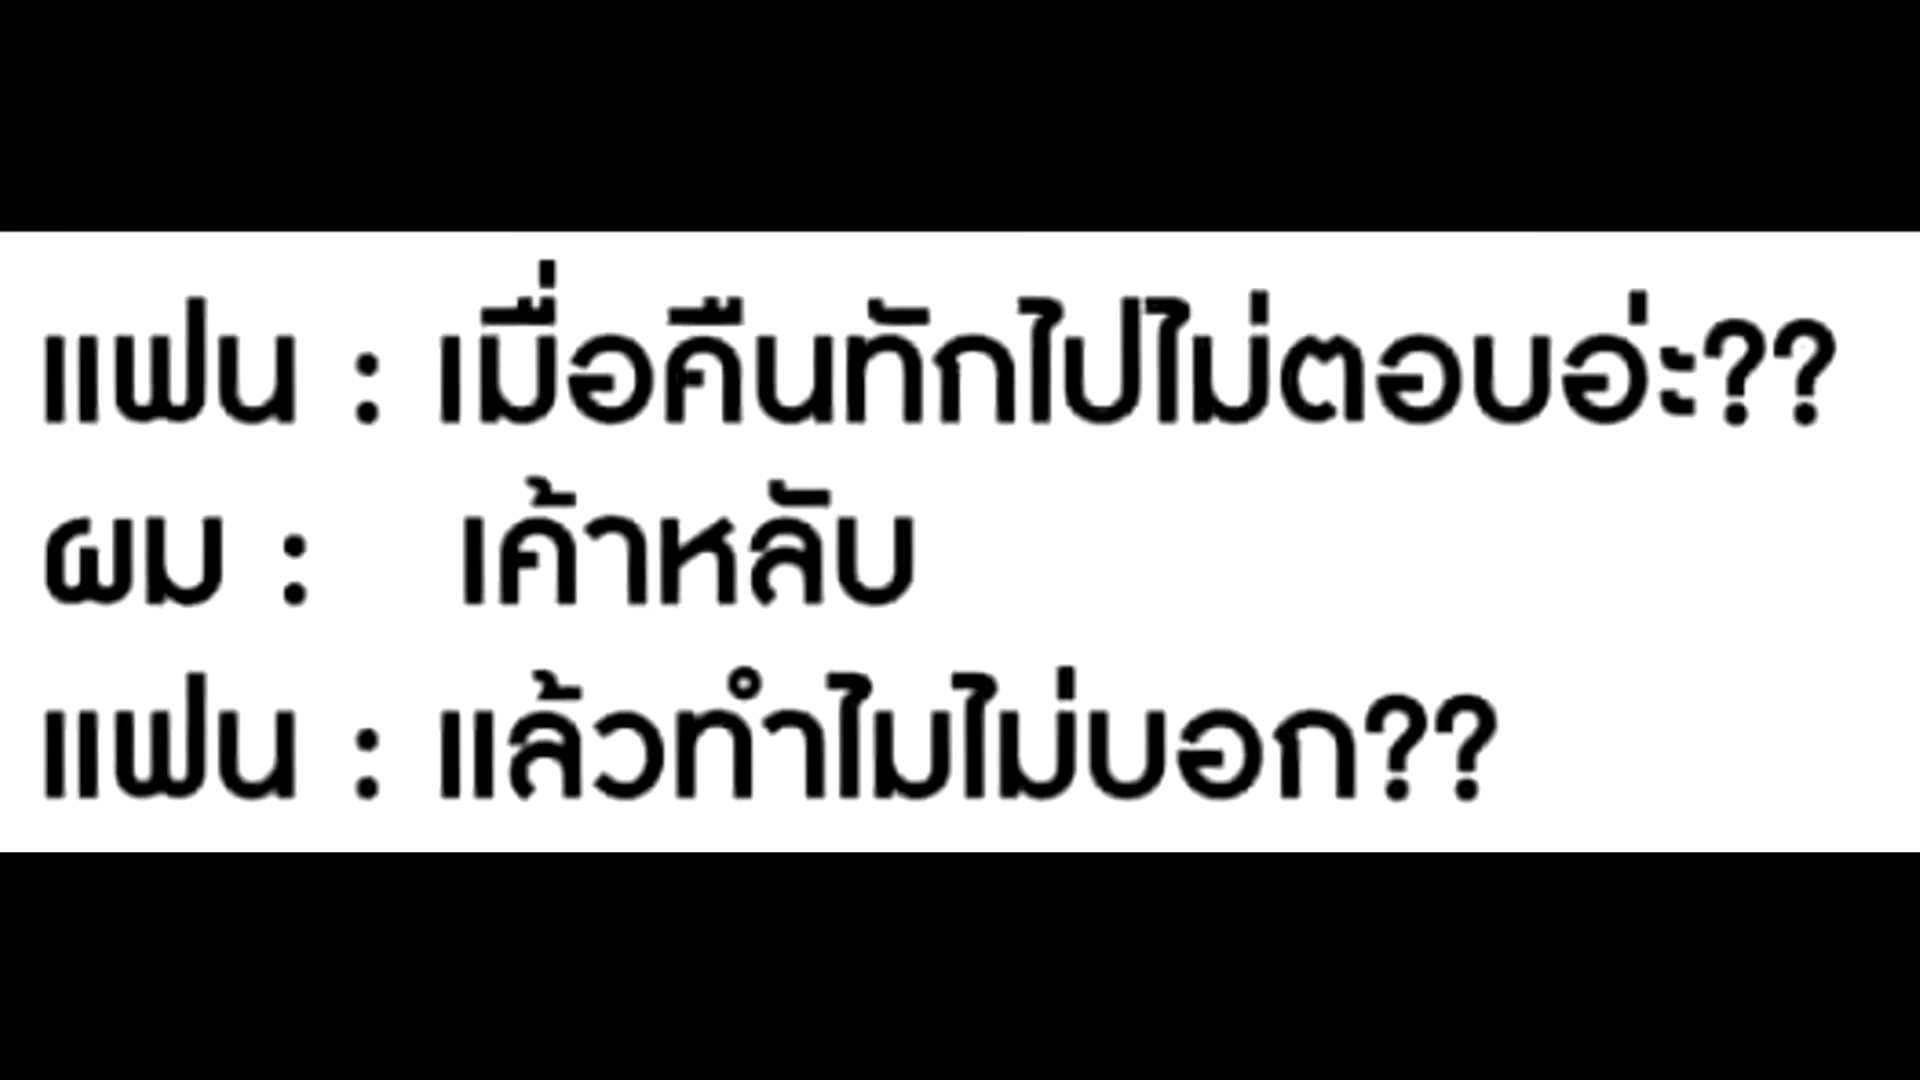 แฟน : เมื่อคืนทักไปไม่ตอบอ่ะ??
ผม : เค้าหลับ
แฟน : แล้วทำไมไม่บอก??